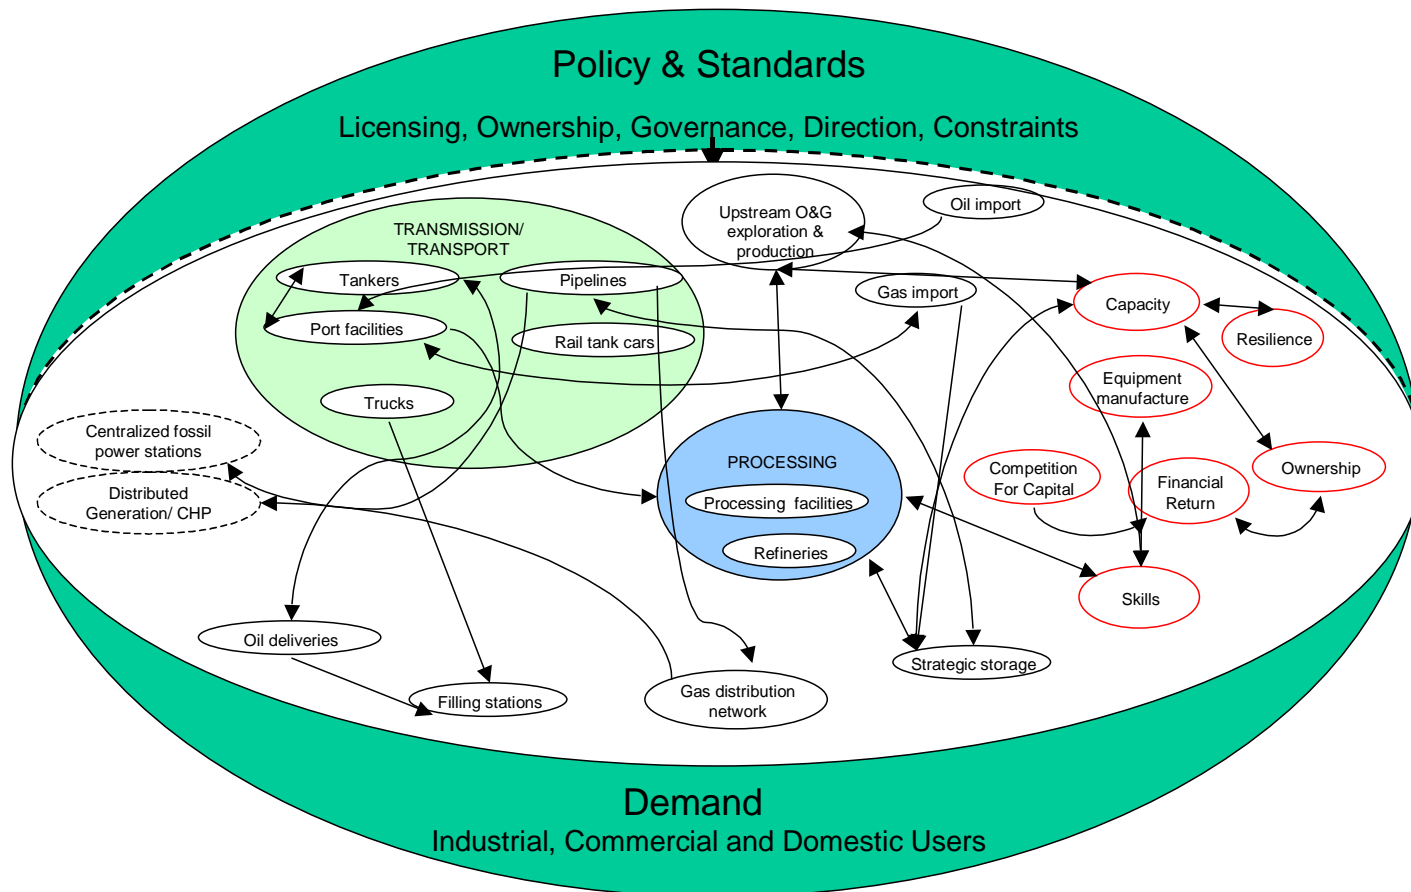 Policy & Standards
Licensing, Ownership, Governance, Direction, Constraints
Upstream O&G
exploration &
production
Oil import
TRANSMISSION/
TRANSPORT
Tankers
Pipelines
Gas import
Capacity
Port facilities
Rail tank cars
Resilience
Equipment
manufacture
Trucks
Centralized fossil
power stations
PROCESSING
Competition
For Capital
Financial
Return
Ownership
Distributed
Generation/ CHP
Processing facilities
Refineries
Skills
Oil deliveries
Strategic storage
Filling stations
Gas distribution
network
Demand
Industrial, Commercial and Domestic Users